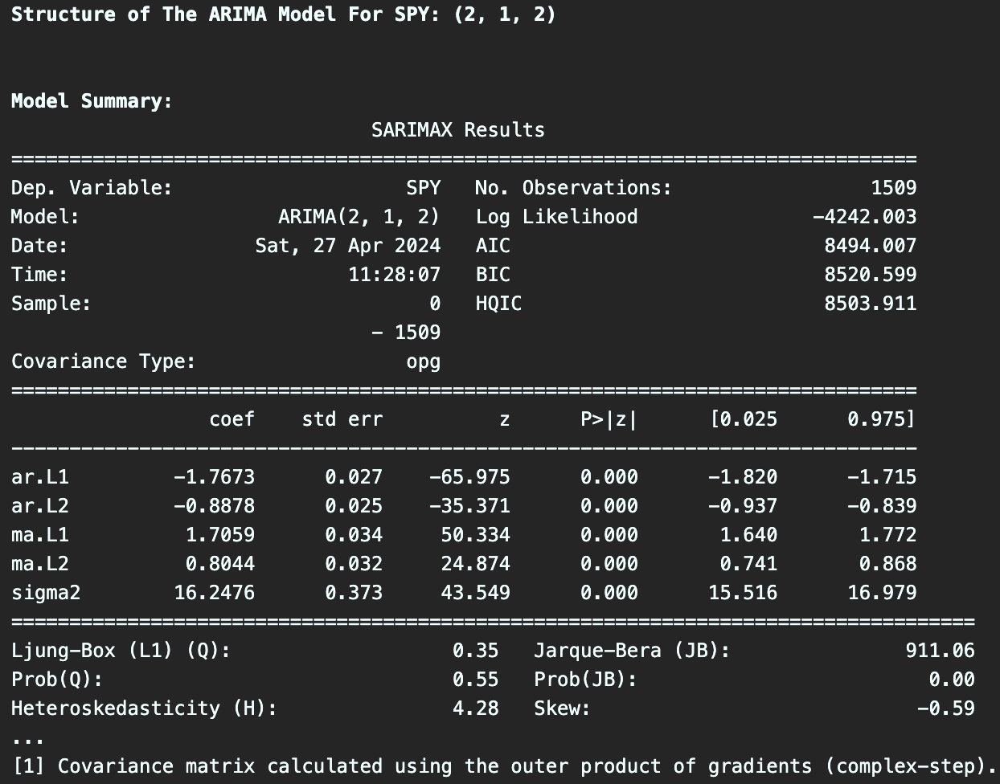 Structure of The ARIMA Model For SPY: (2, 1, 2)
Model Summary:
SARIMAX Results
==============================================================================
Dep. Variable: SPY No. Observations: 1509
Model: ARIMA(2, 1, 2) Log Likelihood -4242.003
Date: Sat, 27 Apr 2024 AIC 8494.007
Time: 11:28:07 BIC 8520.599
Sample: 0 HQIC 8503.911
- 1509
Covariance Type: opg
==============================================================================
coef std err z P>|z| [0.025 0.975]
------------------------------------------------------------------------------
ar.L1 -1.7673 0.027 -65.975 0.000 -1.820 -1.715
ar.L2 -0.8878 0.025 -35.371 0.000 -0.937 -0.839
ma.L1 1.7059 0.034 50.334 0.000 1.640 1.772
ma.L2 0.8044 0.032 24.874 0.000 0.741 0.868
sigma2 16.2476 0.373 43.549 0.000 15.516 16.979
===================================================================================
Ljung-Box (L1) (Q): 0.35 Jarque-Bera (JB): 911.06
Prob(Q): 0.55 Prob(JB): 0.00
Heteroskedasticity (H): 4.28 Skew: -0.59
...
[1] Covariance matrix calculated using the outer product of gradients (complex-step).